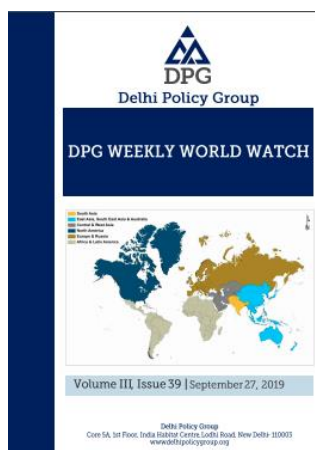 DPG
Delhi Policy Group
DPG WEEKLY WORLD WATCH
South Asia
East Asia, South East Asia & Australia
Central & West Asia
North America
Europe & Russia
Africa & Latin America
Volume III, Issue 39 | September 27, 2019
Delhi Policy Group
Core 5A, 1st Floor, India Habitat Centre, Lodhi Road, New Delhi- 110003
www.delhipolicygroup.org